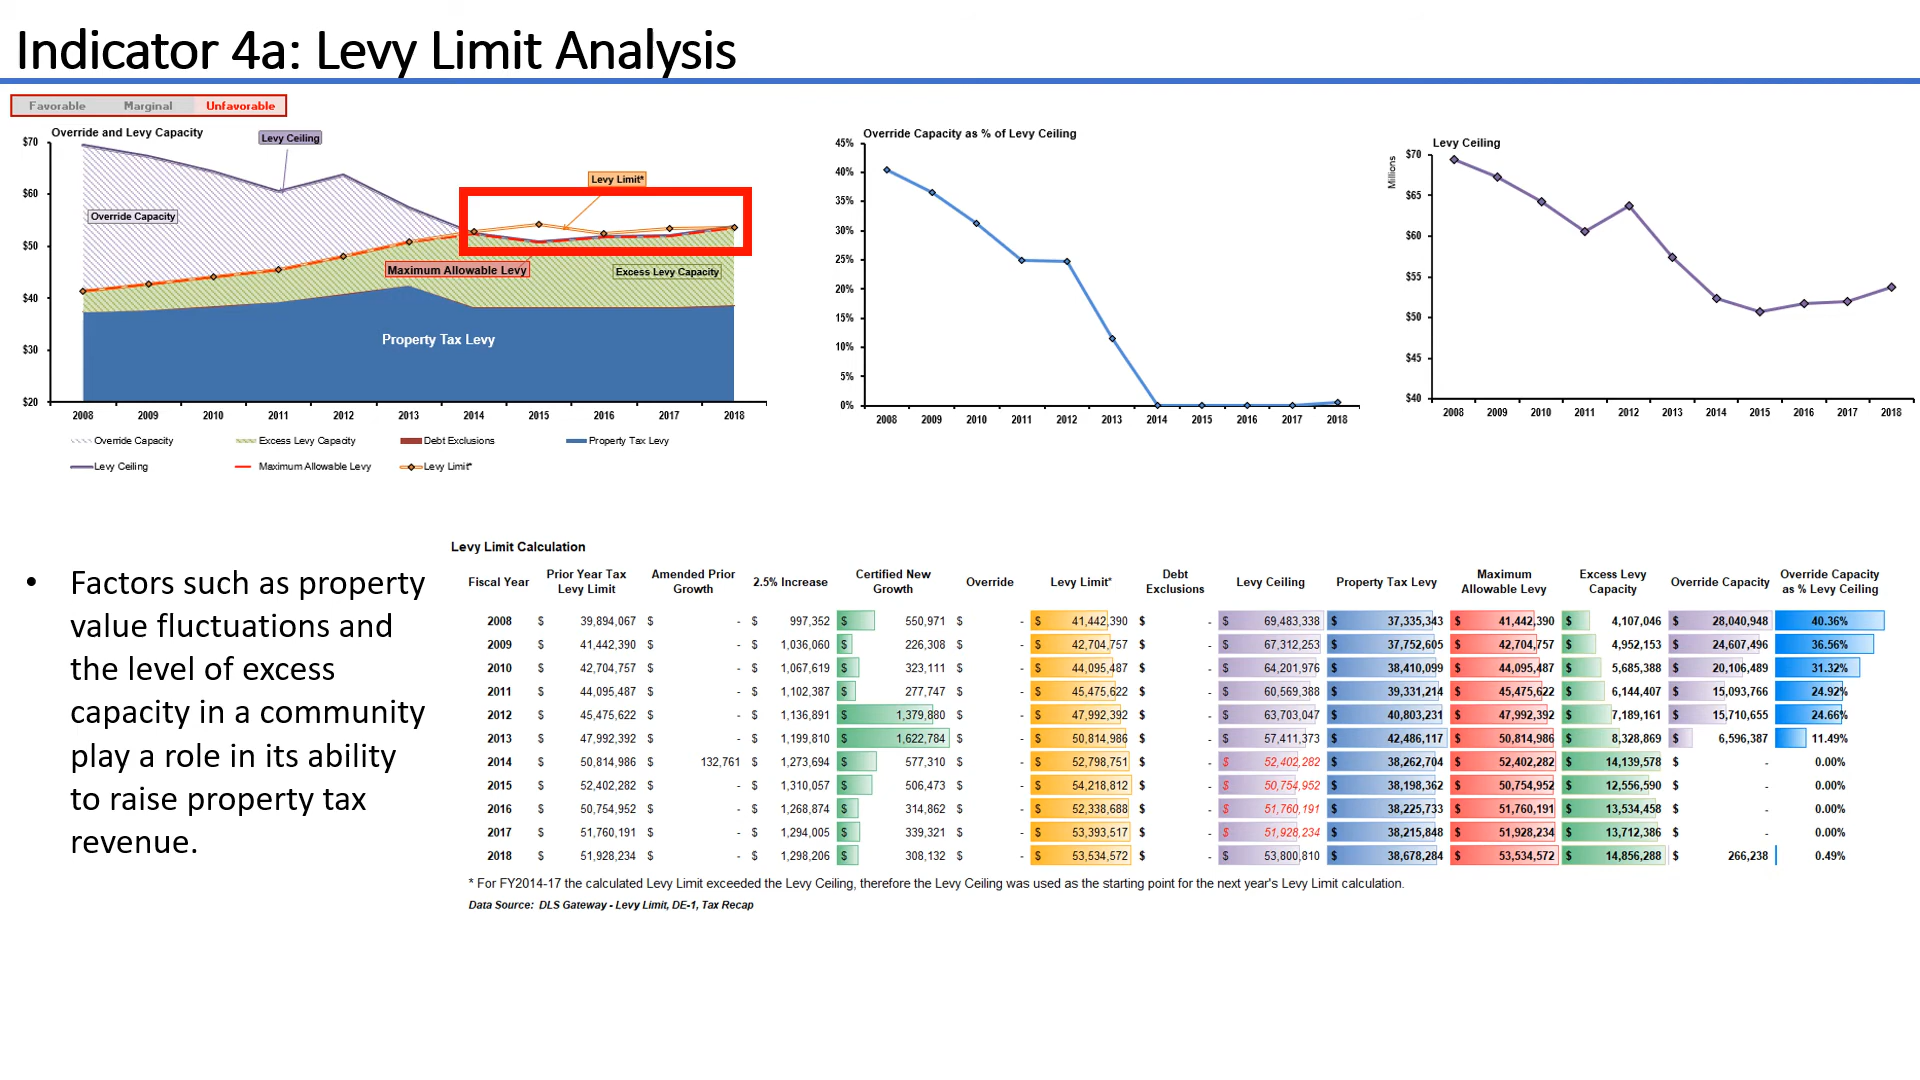 Indicator 4a: Levy Limit Analysis
Favorable Marginal Unfavorable
Override and Levy Capacity
Levy Ceiling
Levy Limit*
Override Capacity
Maximum Allowable Levy
Excess Levy Capacity
Property Tax Levy
$70
$60
$50
$40
$30
$20
2008 2009 2010 2011 2012 2013 2014 2015 2016 2017 2018
Override Capacity Excess Levy Capacity Debt Exclusions Property Tax Levy
Levy Ceiling Maximum Allowable Levy Levy Limit*
Override Capacity as % of Levy Ceiling
45%
40%
35%
30%
25%
20%
15%
10%
5%
0%
2008 2009 2010 2011 2012 2013 2014 2015 2016 2017 2018
Levy Ceiling
Millions
$70
$65
$60
$55
$50
$45
$40
2008 2009 2010 2011 2012 2013 2014 2015 2016 2017 2018
• Factors such as property
value fluctuations and
the level of excess
capacity in a community
play a role in its ability
to raise property tax
revenue.
Levy Limit Calculation
Fiscal Year Prior Year Tax Levy Limit Amended Prior Growth 2.5% Increase Certified New Growth Override Levy Limit* Debt Exclusions Levy Ceiling Property Tax Levy Maximum Allowable Levy Excess Levy Capacity Override Capacity Override Capacity as % Levy Ceiling
2008 $ 39,894,067 $ - $ 997,352 $ 550,971 $ - $ 41,442,390 $ - $ 69,483,338 $ 37,335,343 $ 41,442,390 $ 4,107,046 $ 28,040,948 40.36%
2009 $ 41,442,390 $ - $ 1,036,060 $ 226,308 $ - $ 42,704,757 $ - $ 67,312,253 $ 37,752,605 $ 42,704,757 $ 4,952,153 $ 24,607,496 36.56%
2010 $ 42,704,757 $ - $ 1,067,619 $ 323,111 $ - $ 44,095,487 $ - $ 64,201,976 $ 38,410,099 $ 44,095,487 $ 5,685,388 $ 20,106,489 31.32%
2011 $ 44,095,487 $ - $ 1,102,387 $ 277,747 $ - $ 45,475,622 $ - $ 60,569,388 $ 39,331,214 $ 45,475,622 $ 6,144,407 $ 15,093,766 24.92%
2012 $ 45,475,622 $ - $ 1,136,891 $ 1,379,880 $ - $ 47,992,392 $ - $ 63,703,047 $ 40,803,231 $ 47,992,392 $ 7,189,161 $ 15,710,655 24.66%
2013 $ 47,992,392 $ - $ 1,199,810 $ 1,622,784 $ - $ 50,814,986 $ - $ 57,411,373 $ 42,486,117 $ 50,814,986 $ 8,328,869 $ 6,596,387 11.49%
2014 $ 50,814,986 $ 132,761 $ 1,273,694 $ 577,310 $ - $ 52,798,751 $ - $ 52,402,282 $ 38,262,704 $ 52,402,282 $ 14,139,578 $ - 0.00%
2015 $ 52,402,282 $ - $ 1,310,057 $ 506,473 $ - $ 54,218,812 $ - $ 50,754,952 $ 38,198,362 $ 50,754,952 $ 12,556,590 $ - 0.00%
2016 $ 50,754,952 $ - $ 1,268,874 $ 314,862 $ - $ 52,338,688 $ - $ 51,760,191 $ 38,225,733 $ 51,760,191 $ 13,534,458 $ - 0.00%
2017 $ 51,760,191 $ - $ 1,294,005 $ 339,321 $ - $ 53,393,517 $ - $ 51,928,234 $ 38,215,848 $ 51,928,234 $ 13,712,386 $ - 0.00%
2018 $ 51,928,234 $ - $ 1,298,206 $ 308,132 $ - $ 53,534,572 $ - $ 53,800,810 $ 38,678,284 $ 53,534,572 $ 14,856,288 $ 266,238 0.49%
* For FY2014-17 the calculated Levy Limit exceeded the Levy Ceiling, therefore the Levy Ceiling was used as the starting point for the next year's Levy Limit calculation.
Data Source: DLS Gateway - Levy Limit, DE-1, Tax Recap